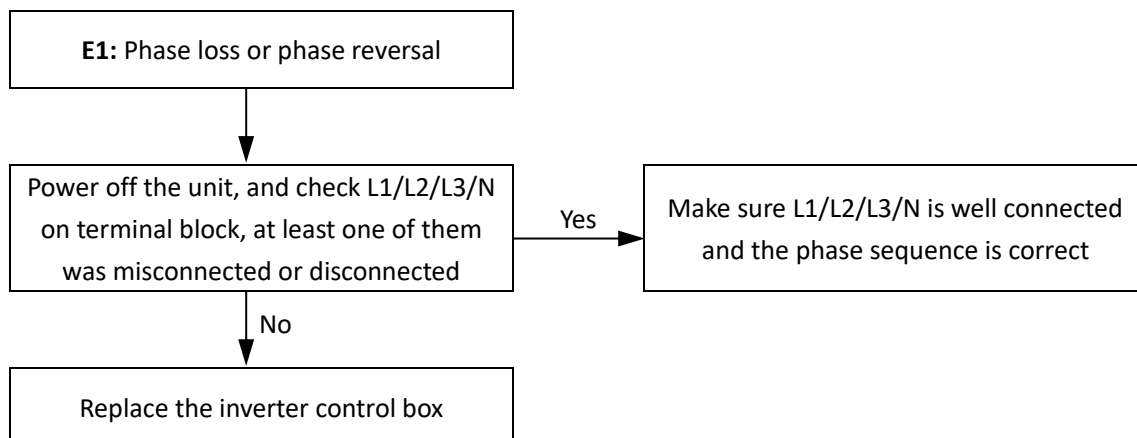 E1: Phase loss or phase reversal
Power off the unit, and check L1/L2/L3/N
on terminal block, at least one of them
was misconnected or disconnected
Yes
Make sure L1/L2/L3/N is well connected
and the phase sequence is correct
No
Replace the inverter control box